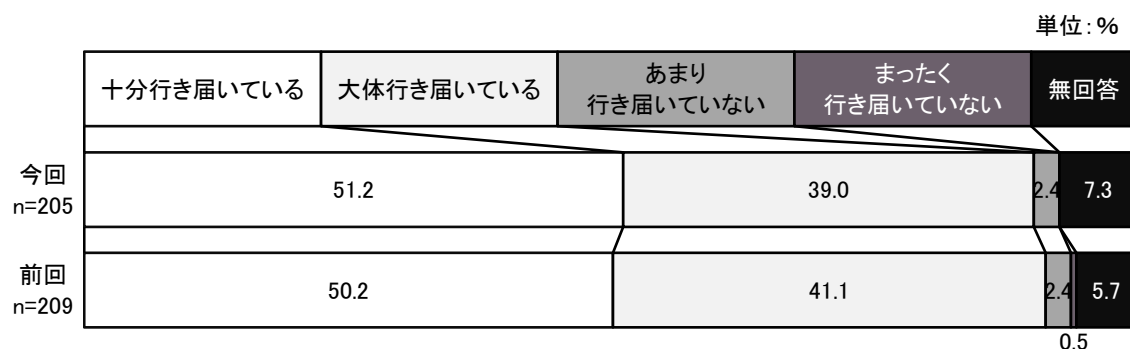 単位:%
十分行き届いている
大体行き届いている
あまり
行き届いていない
まったく
行き届いていない
無回答
今回
n=205
51.2
39.0
2.4
7.3
前回
n=209
50.2
41.1
2.4
5.7
0.5